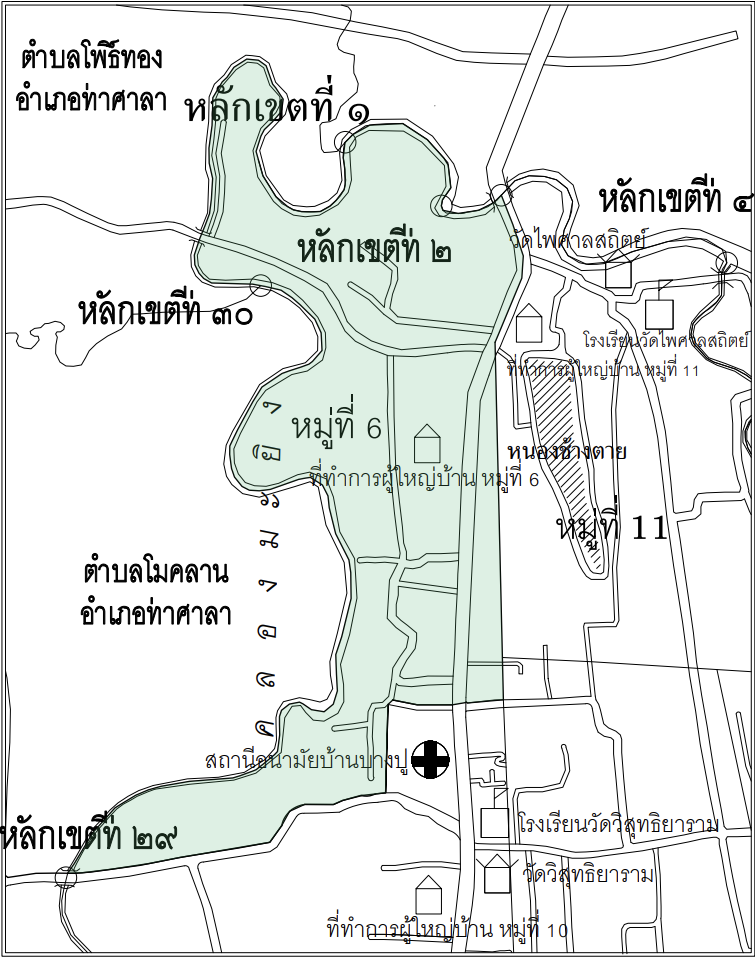 ตำบลโพธิ์ทอง
อำเภอท่าศาลา
หลักเขตที่ ๑
หลักเขตที่ ๔
วัดไพศาลสถิตย์
หลักเขตที่ ๒
หลักเขตที่ ๓๐
โรงเรียนวัดไพศาลสถิตย์
ที่ทำการผู้ใหญ่บ้าน หมู่ที่ 11
หมู่ที่ 6
หนองช้างตาย
ที่ทำการผู้ใหญ่บ้าน หมู่ที่ 6
หมู่ที่ 11
ตำบลโมคลาน
อำเภอท่าศาลา
คลองมะยิง
สถานีอนามัยบ้านบางปู
หลักเขตที่ ๒๙
โรงเรียนวัดวิสุทธิยาราม
วัดวิสุทธิยาราม
ที่ทำการผู้ใหญ่บ้าน หมู่ที่ 10